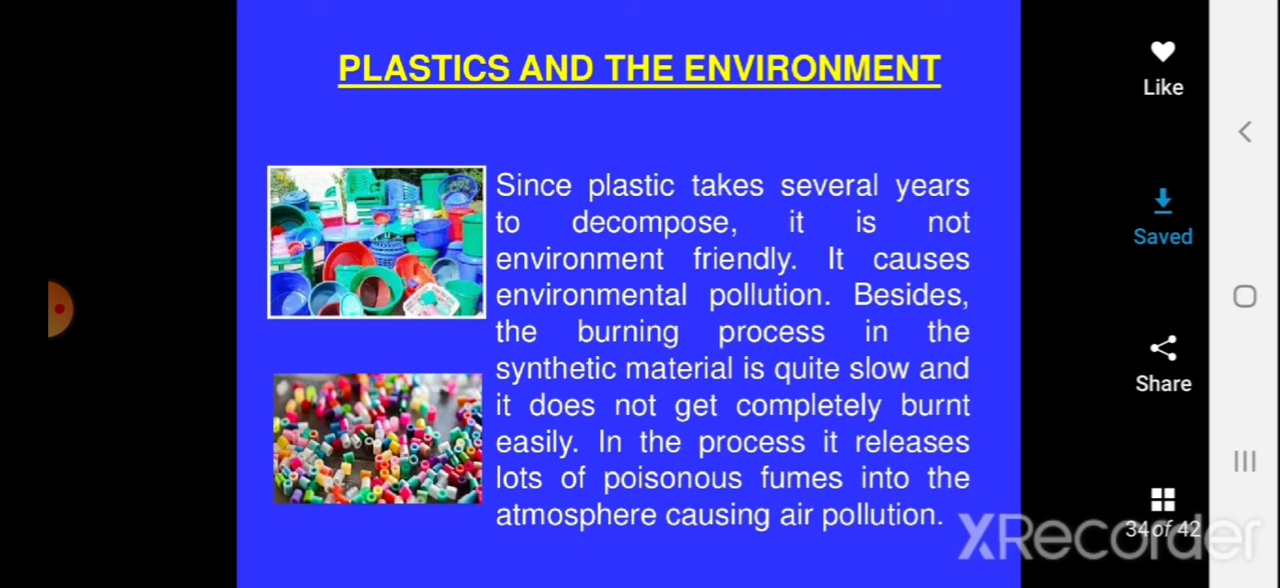 PLASTICS AND THE ENVIRONMENT
Since plastic takes several years
to decompose, it is not
environment friendly. It causes
environmental pollution. Besides,
the burning process in the
synthetic material is quite slow and
it does not get completely burnt
easily. In the process it releases
lots of poisonous fumes into the
atmosphere causing air pollution.
Like
Saved
Share
34 of 42
XRecorder